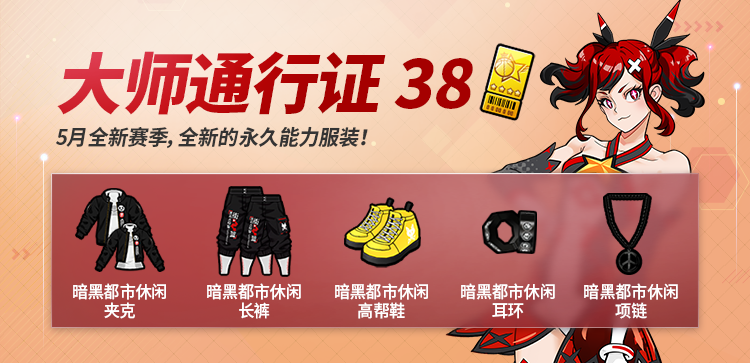 大师通行证 38
5月全新赛季, 全新的永久能力服装!
暗黑都市休闲
夹克
暗黑都市休闲
长裤
暗黑都市休闲
高帮鞋
暗黑都市休闲
耳环
暗黑都市休闲
项链